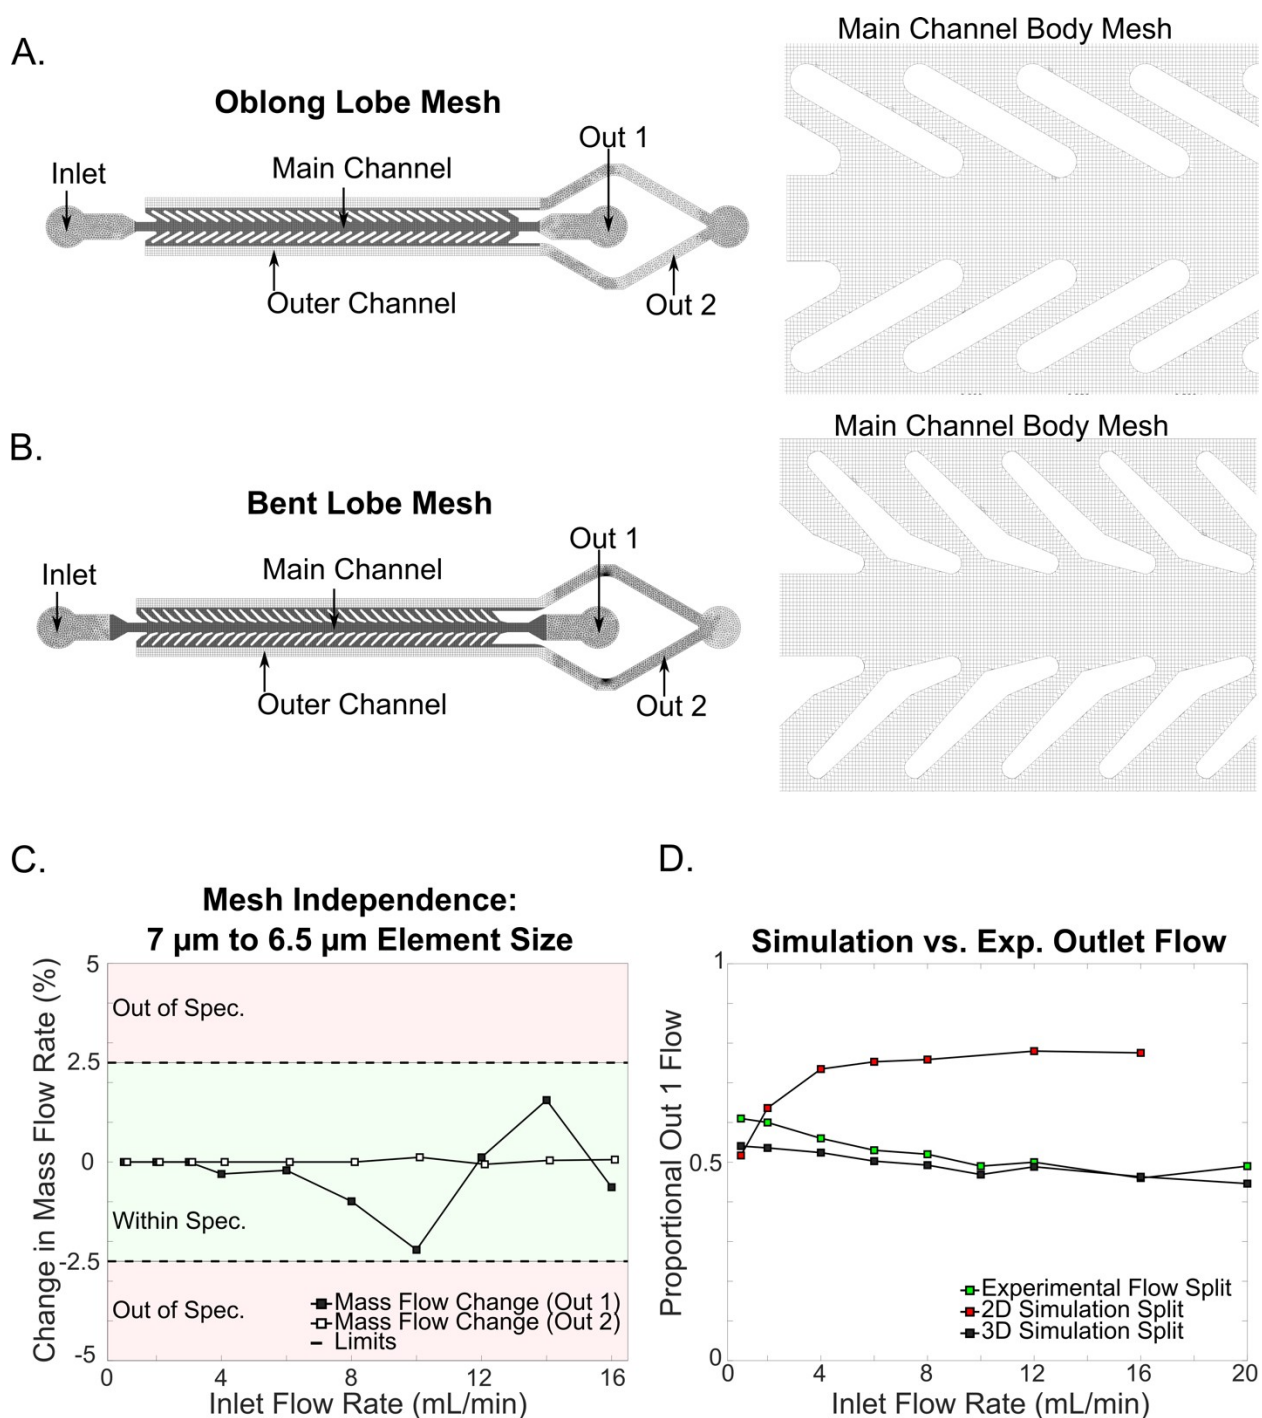 A.
Oblong Lobe Mesh
Inlet
Main Channel
Out 1
Outer Channel
Out 2
Main Channel Body Mesh
B.
Bent Lobe Mesh
Inlet
Main Channel
Out 1
Outer Channel
Out 2
Main Channel Body Mesh
C.
Mesh Independence:
7 µm to 6.5 µm Element Size
Change in Mass Flow Rate (%)
5
2.5
0
-2.5
-5
Out of Spec.
Within Spec.
Out of Spec.
Mass Flow Change (Out 1)
Mass Flow Change (Out 2)
Limits
0 4 8 12 16
Inlet Flow Rate (mL/min)
D.
Simulation vs. Exp. Outlet Flow
Proportional Out 1 Flow
1
0.5
0
Experimental Flow Split
2D Simulation Split
3D Simulation Split
0 4 8 12 16 20
Inlet Flow Rate (mL/min)